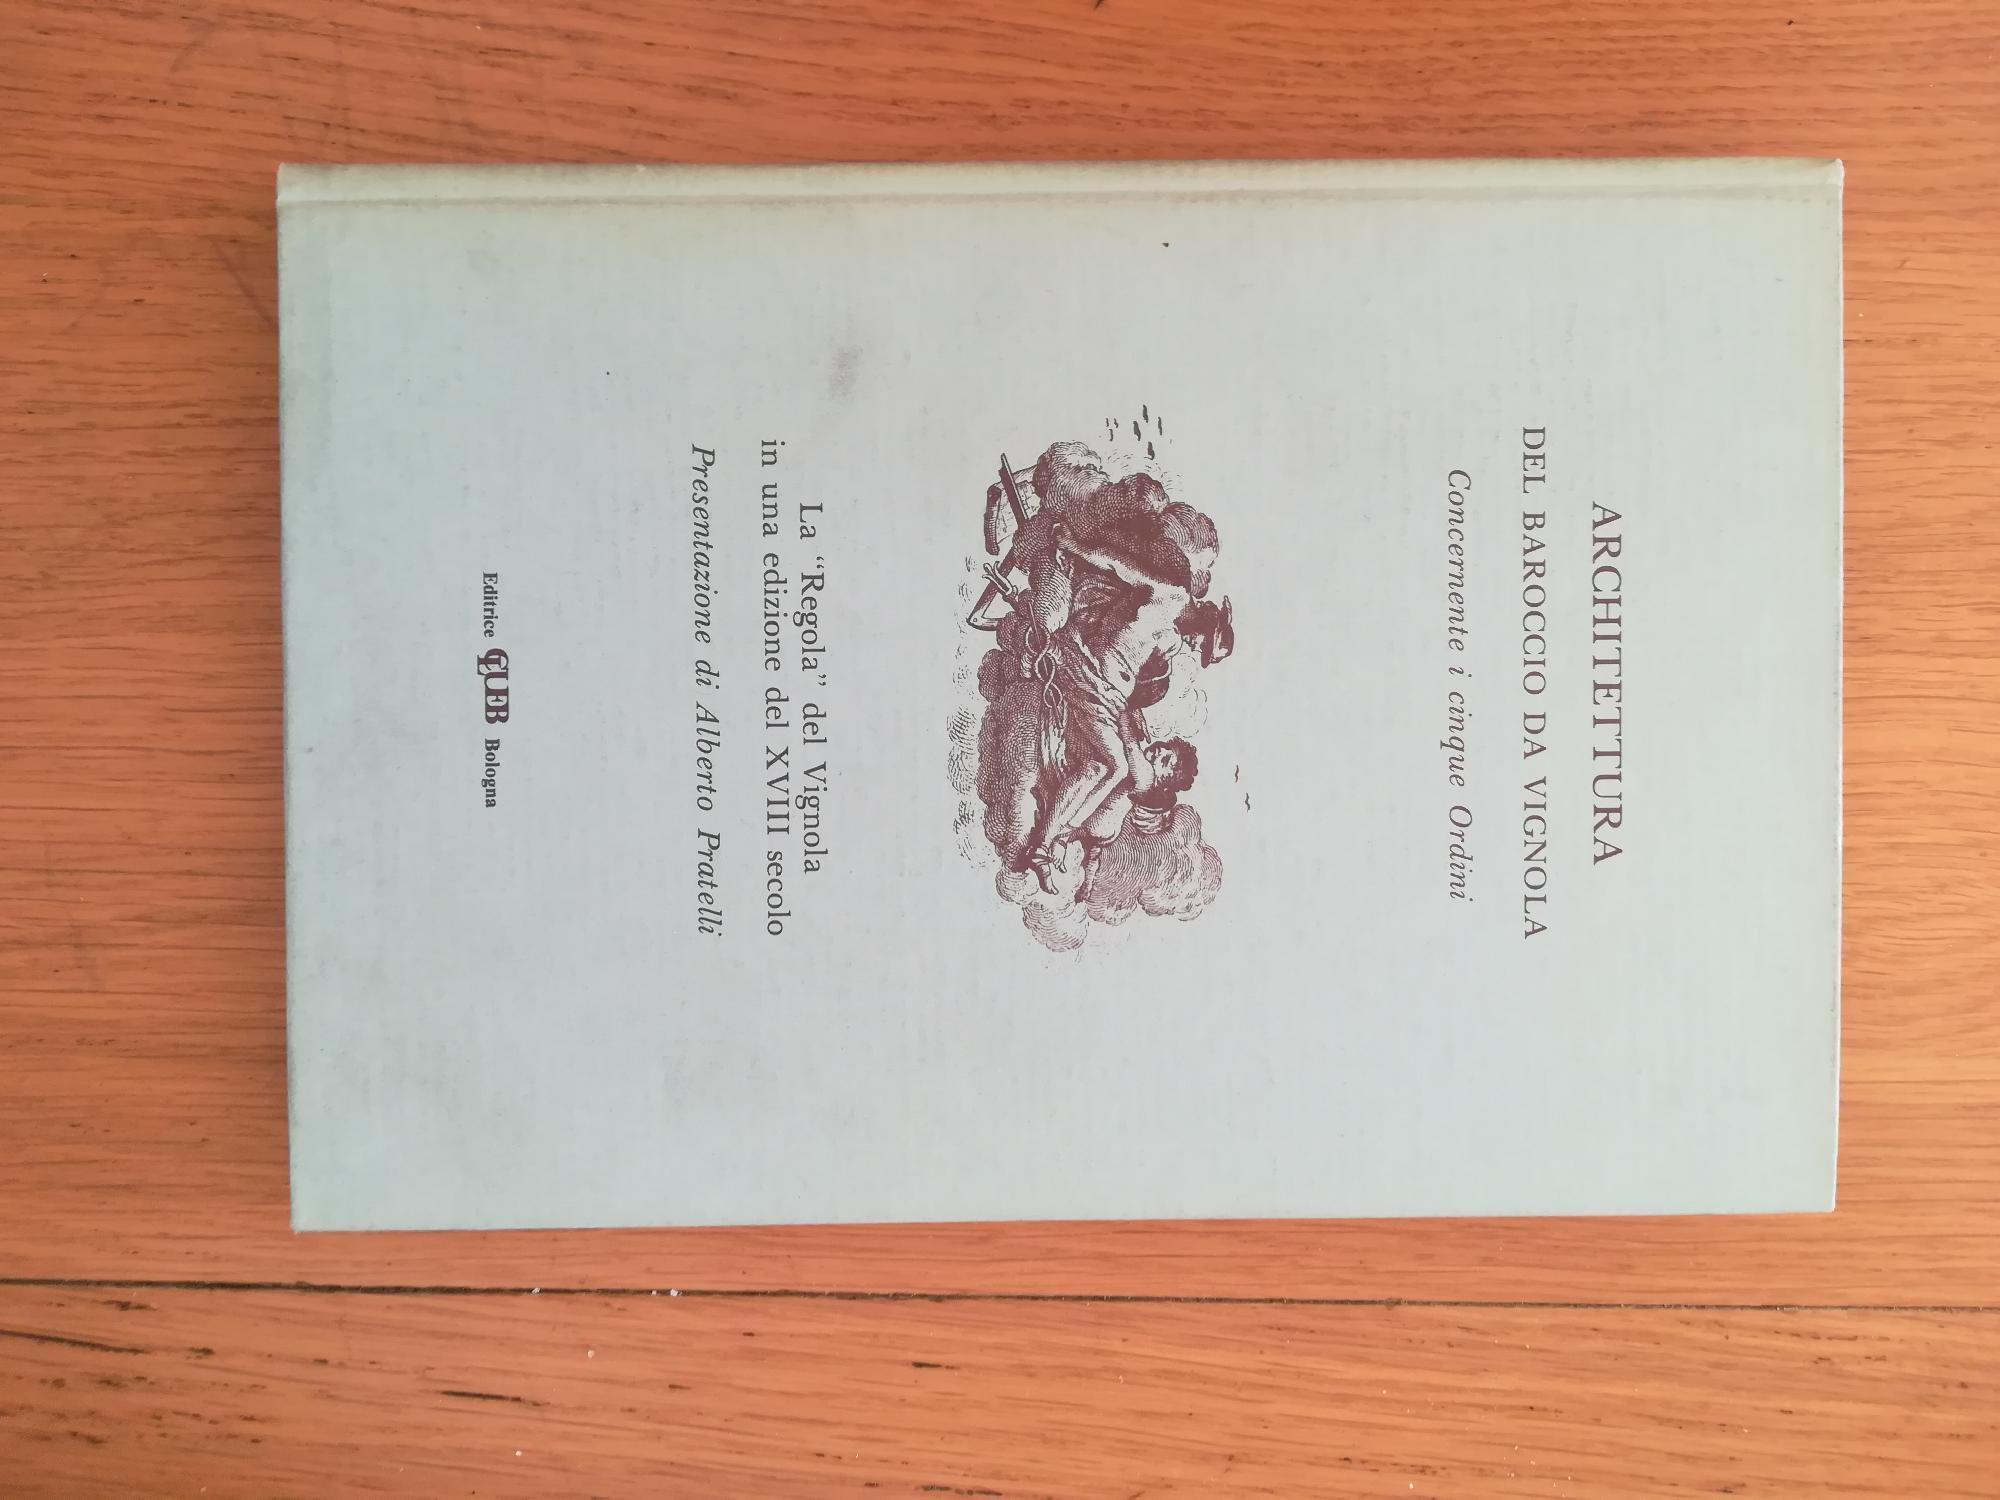 ARCHITETTURA
DEL BAROCCIO DA VIGNOLA
Concernente i cinque Ordini
La “Regola” del Vignola
in una edizione del XVIII secolo
Presentazione di Alberto Pratelli
Editrice CLUEB Bologna